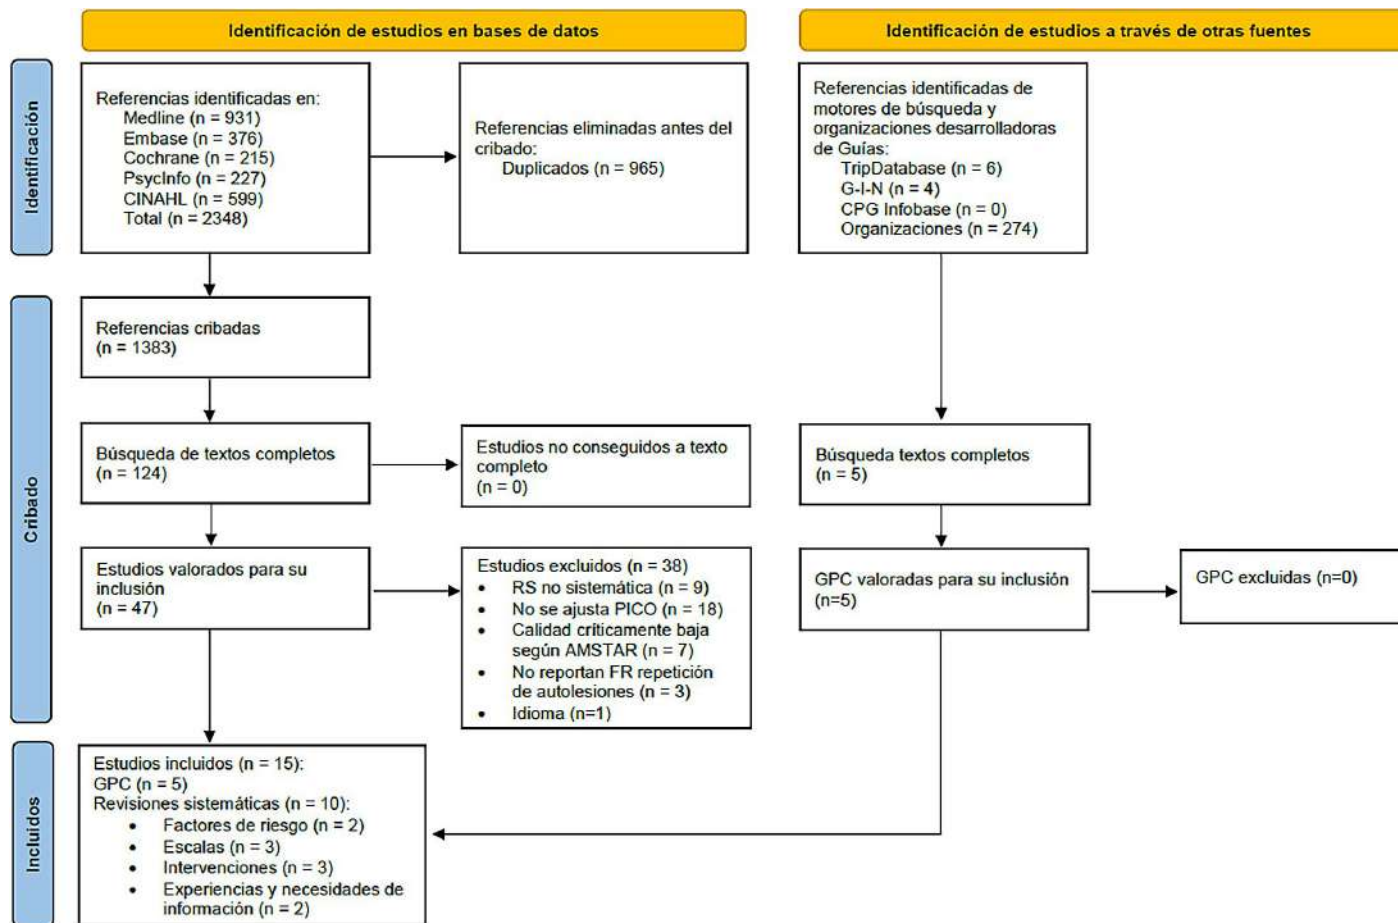 Identificación de estudios en bases de datos
Identificación de estudios a través de otras fuentes
Identificación
Referencias identificadas en:
Medline (n = 931)
Embase (n = 376)
Cochrane (n = 215)
PsycInfo (n = 227)
CINAHL (n = 599)
Total (n = 2348)
Referencias eliminadas antes del
cribado:
Duplicados (n = 965)
Referencias identificadas de
motores de búsqueda y
organizaciones desarrolladoras
de Guías:
TripDatabase (n = 6)
G-I-N (n = 4)
CPG Infobase (n = 0)
Organizaciones (n = 274)
Cribado
Referencias cribadas
(n = 1383)
Búsqueda de textos completos
(n = 124)
Estudios no conseguidos a texto
completo
(n = 0)
Búsqueda textos completos
(n = 5)
Estudios valorados para su
inclusión
(n = 47)
Estudios excluidos (n = 38)
• RS no sistemática (n = 9)
• No se ajusta PICO (n = 18)
• Calidad críticamente baja
según AMSTAR (n = 7)
• No reportan FR repetición
de autolesiones (n = 3)
• Idioma (n=1)
GPC valoradas para su inclusión
(n=5)
GPC excluidas (n=0)
Incluidos
Estudios incluidos (n = 15):
GPC (n = 5)
Revisiones sistemáticas (n = 10):
• Factores de riesgo (n = 2)
• Escalas (n = 3)
• Intervenciones (n = 3)
• Experiencias y necesidades de
información (n = 2)